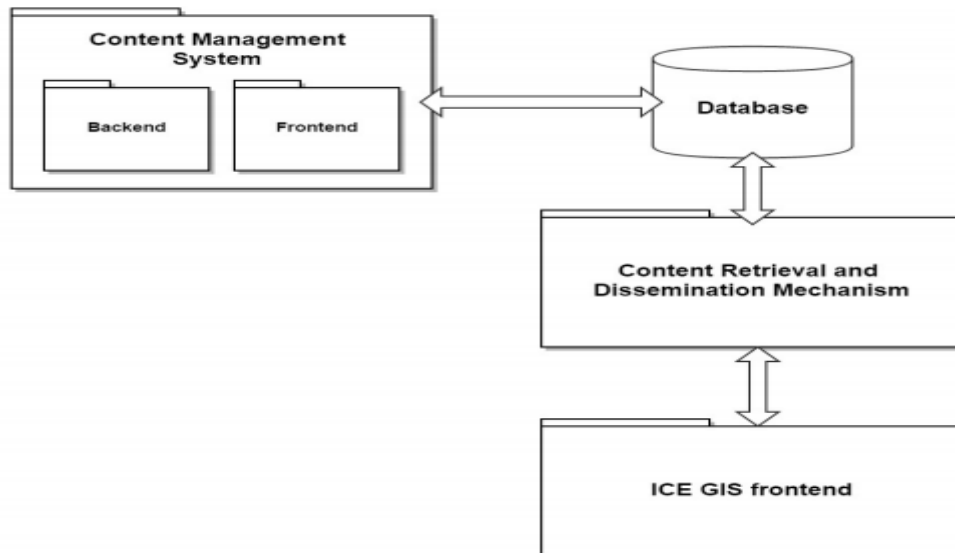 Content Management
System
Backend
Frontend
Database
Content Retrieval and
Dissemination Mechanism
ICE GIS frontend